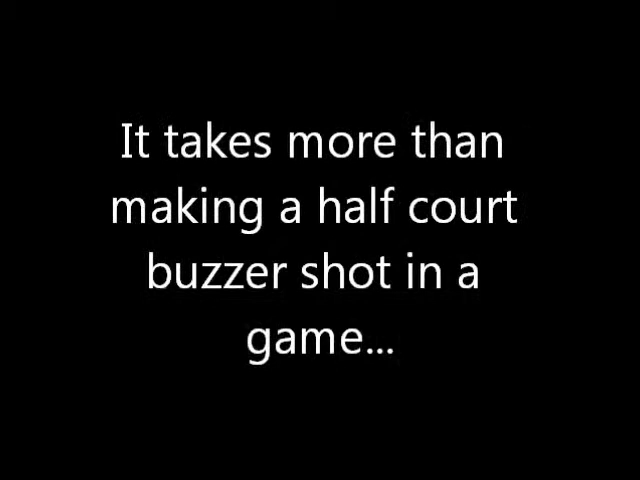 It takes more than
making a half court
buzzer shot in a
game...